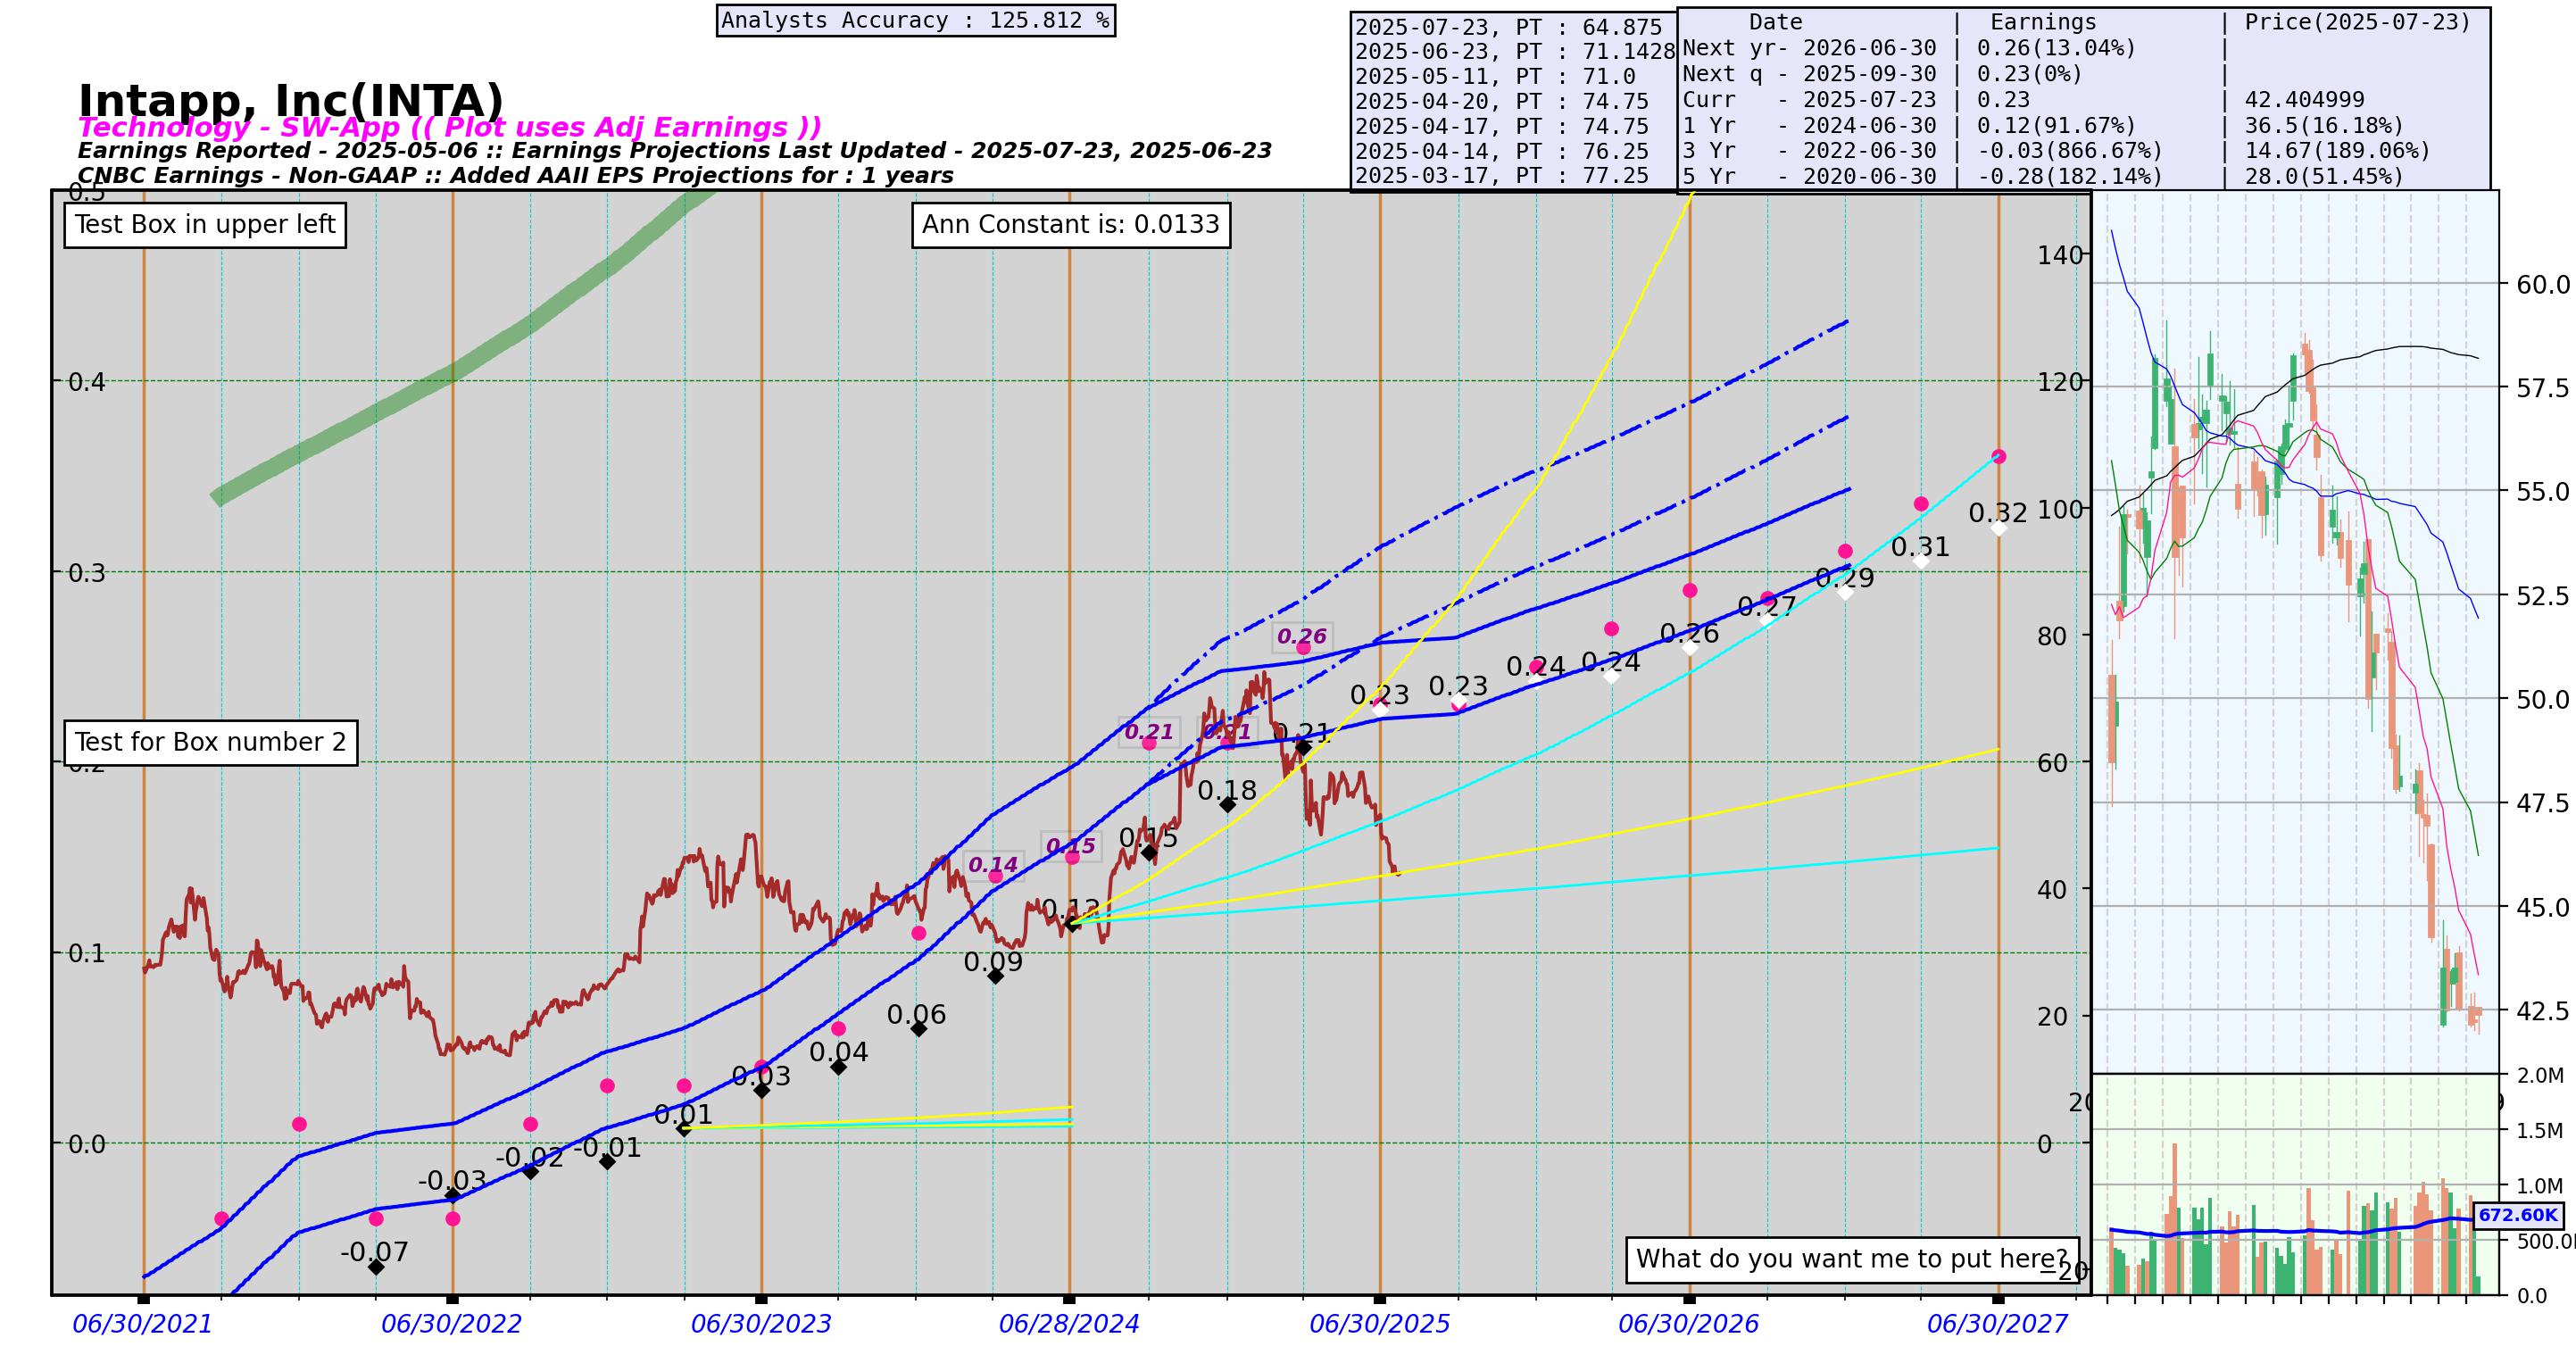 Analysts Accuracy : 125.812 %
2025-07-23, PT : 64.875
2025-06-23, PT : 71.1428
2025-05-11, PT : 71.0
2025-04-20, PT : 74.75
2025-04-17, PT : 74.75
2025-04-14, PT : 76.25
2025-03-17, PT : 77.25
Date | Earnings | Price(2025-07-23)
Next yr- 2026-06-30 | 0.26(13.04%) |
Next q - 2025-09-30 | 0.23(0%) |
Curr - 2025-07-23 | 0.23 | 42.404999
1 Yr - 2024-06-30 | 0.12(91.67%) | 36.5(16.18%)
3 Yr - 2022-06-30 | -0.03(866.67%) | 14.67(189.06%)
5 Yr - 2020-06-30 | -0.28(182.14%) | 28.0(51.45%)
Intapp, Inc(INTA)
Technology - SW-App (( Plot uses Adj Earnings ))
Earnings Reported - 2025-05-06 :: Earnings Projections Last Updated - 2025-07-23, 2025-06-23
CNBC Earnings - Non-GAAP :: Added AAII EPS Projections for : 1 years
Test Box in upper left
Ann Constant is: 0.0133
Test for Box number 2
What do you want me to put here?
0.5
0.4
0.3
0.2
0.1
0.0
-0.07
-0.03
-0.02
-0.01
0.01
0.03
0.04
0.06
0.09
0.12
0.15
0.18
0.21
0.23
0.23
0.24
0.24
0.26
0.27
0.29
0.31
0.32
0.14
0.15
0.21
0.21
0.26
140
120
100
80
60
40
20
0
−20
60.0
57.5
55.0
52.5
50.0
47.5
45.0
42.5
2.0M
1.5M
1.0M
672.60K
0.0
06/30/2021
06/30/2022
06/30/2023
06/28/2024
06/30/2025
06/30/2026
06/30/2027